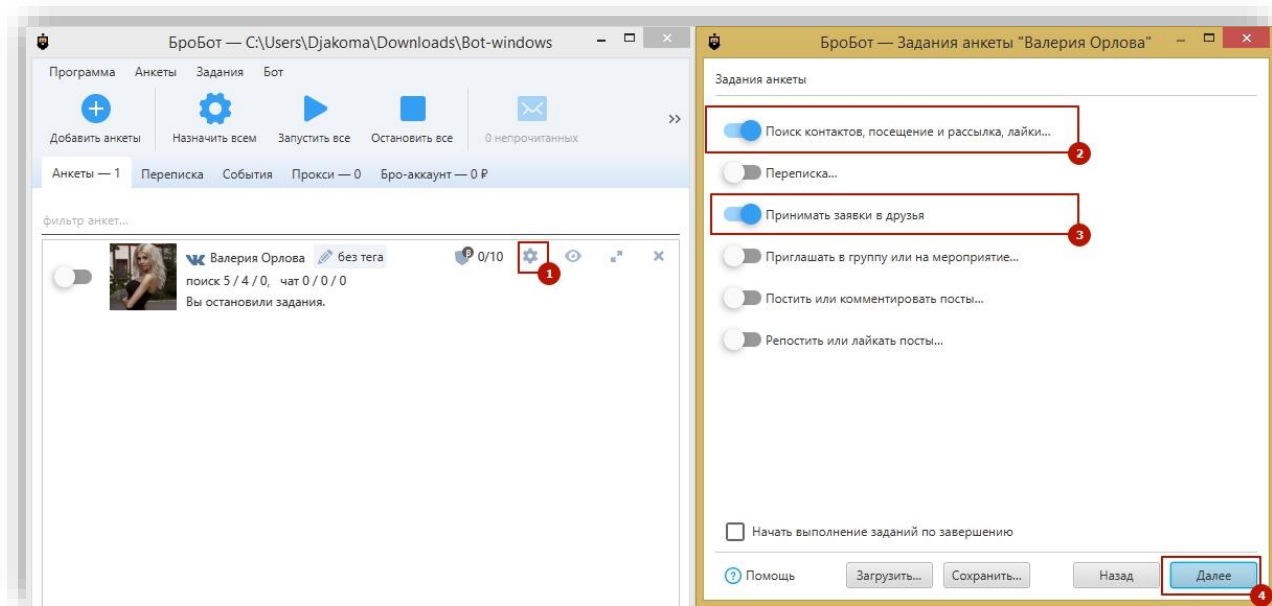 БроБот — C:\Users\Djakoma\Downloads\Bot-windows
Программа Анкеты Задания Бот
Добавить анкеты Назначить всем Запустить все Остановить все 0 непрочитанных
Анкеты — 1 Переписка События Прокси — 0 Бро-аккаунт — 0 ₽
фильтр анкет...
Валерия Орлова без тега 0/10
1
поиск 5 / 4 / 0, чат 0 / 0 / 0
Вы остановили задания.
БроБот — Задания анкеты "Валерия Орлова"
Задания анкеты
Поиск контактов, посещение и рассылка, лайки...
2
Переписка...
Принимать заявки в друзья
3
Приглашать в группу или на мероприятие...
Постить или комментировать посты...
Репостить или лайкать посты...
Начать выполнение заданий по завершению
? Помощь Загрузить... Сохранить... Назад Далее
4